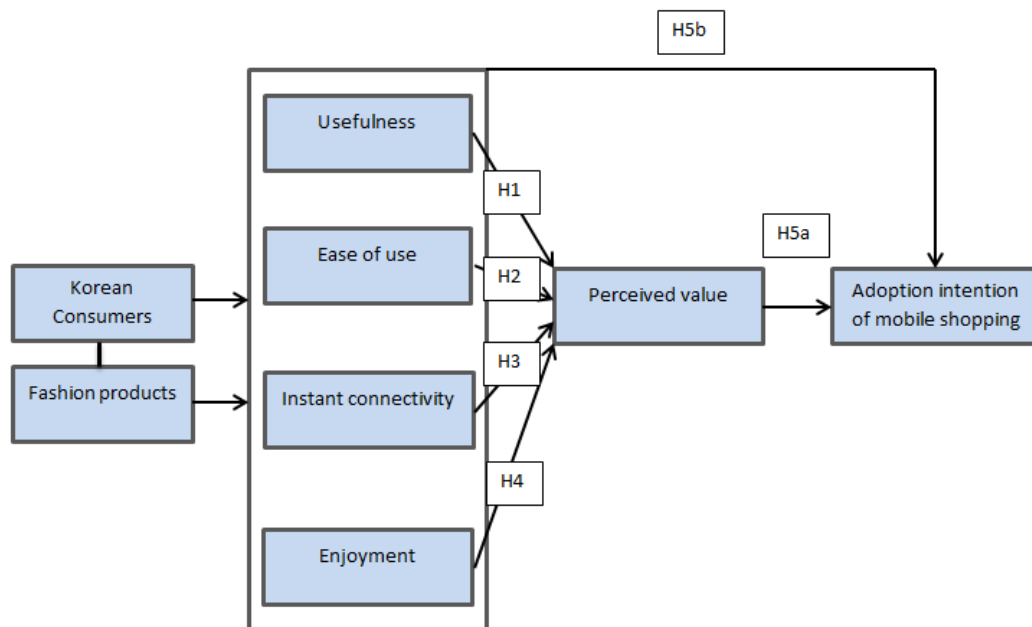 H5b
Usefulness
H1
Ease of use
H2
H5a
Korean
Consumers
Perceived value
Adoption intention
of mobile shopping
Fashion products
Instant connectivity
H3
H4
Enjoyment